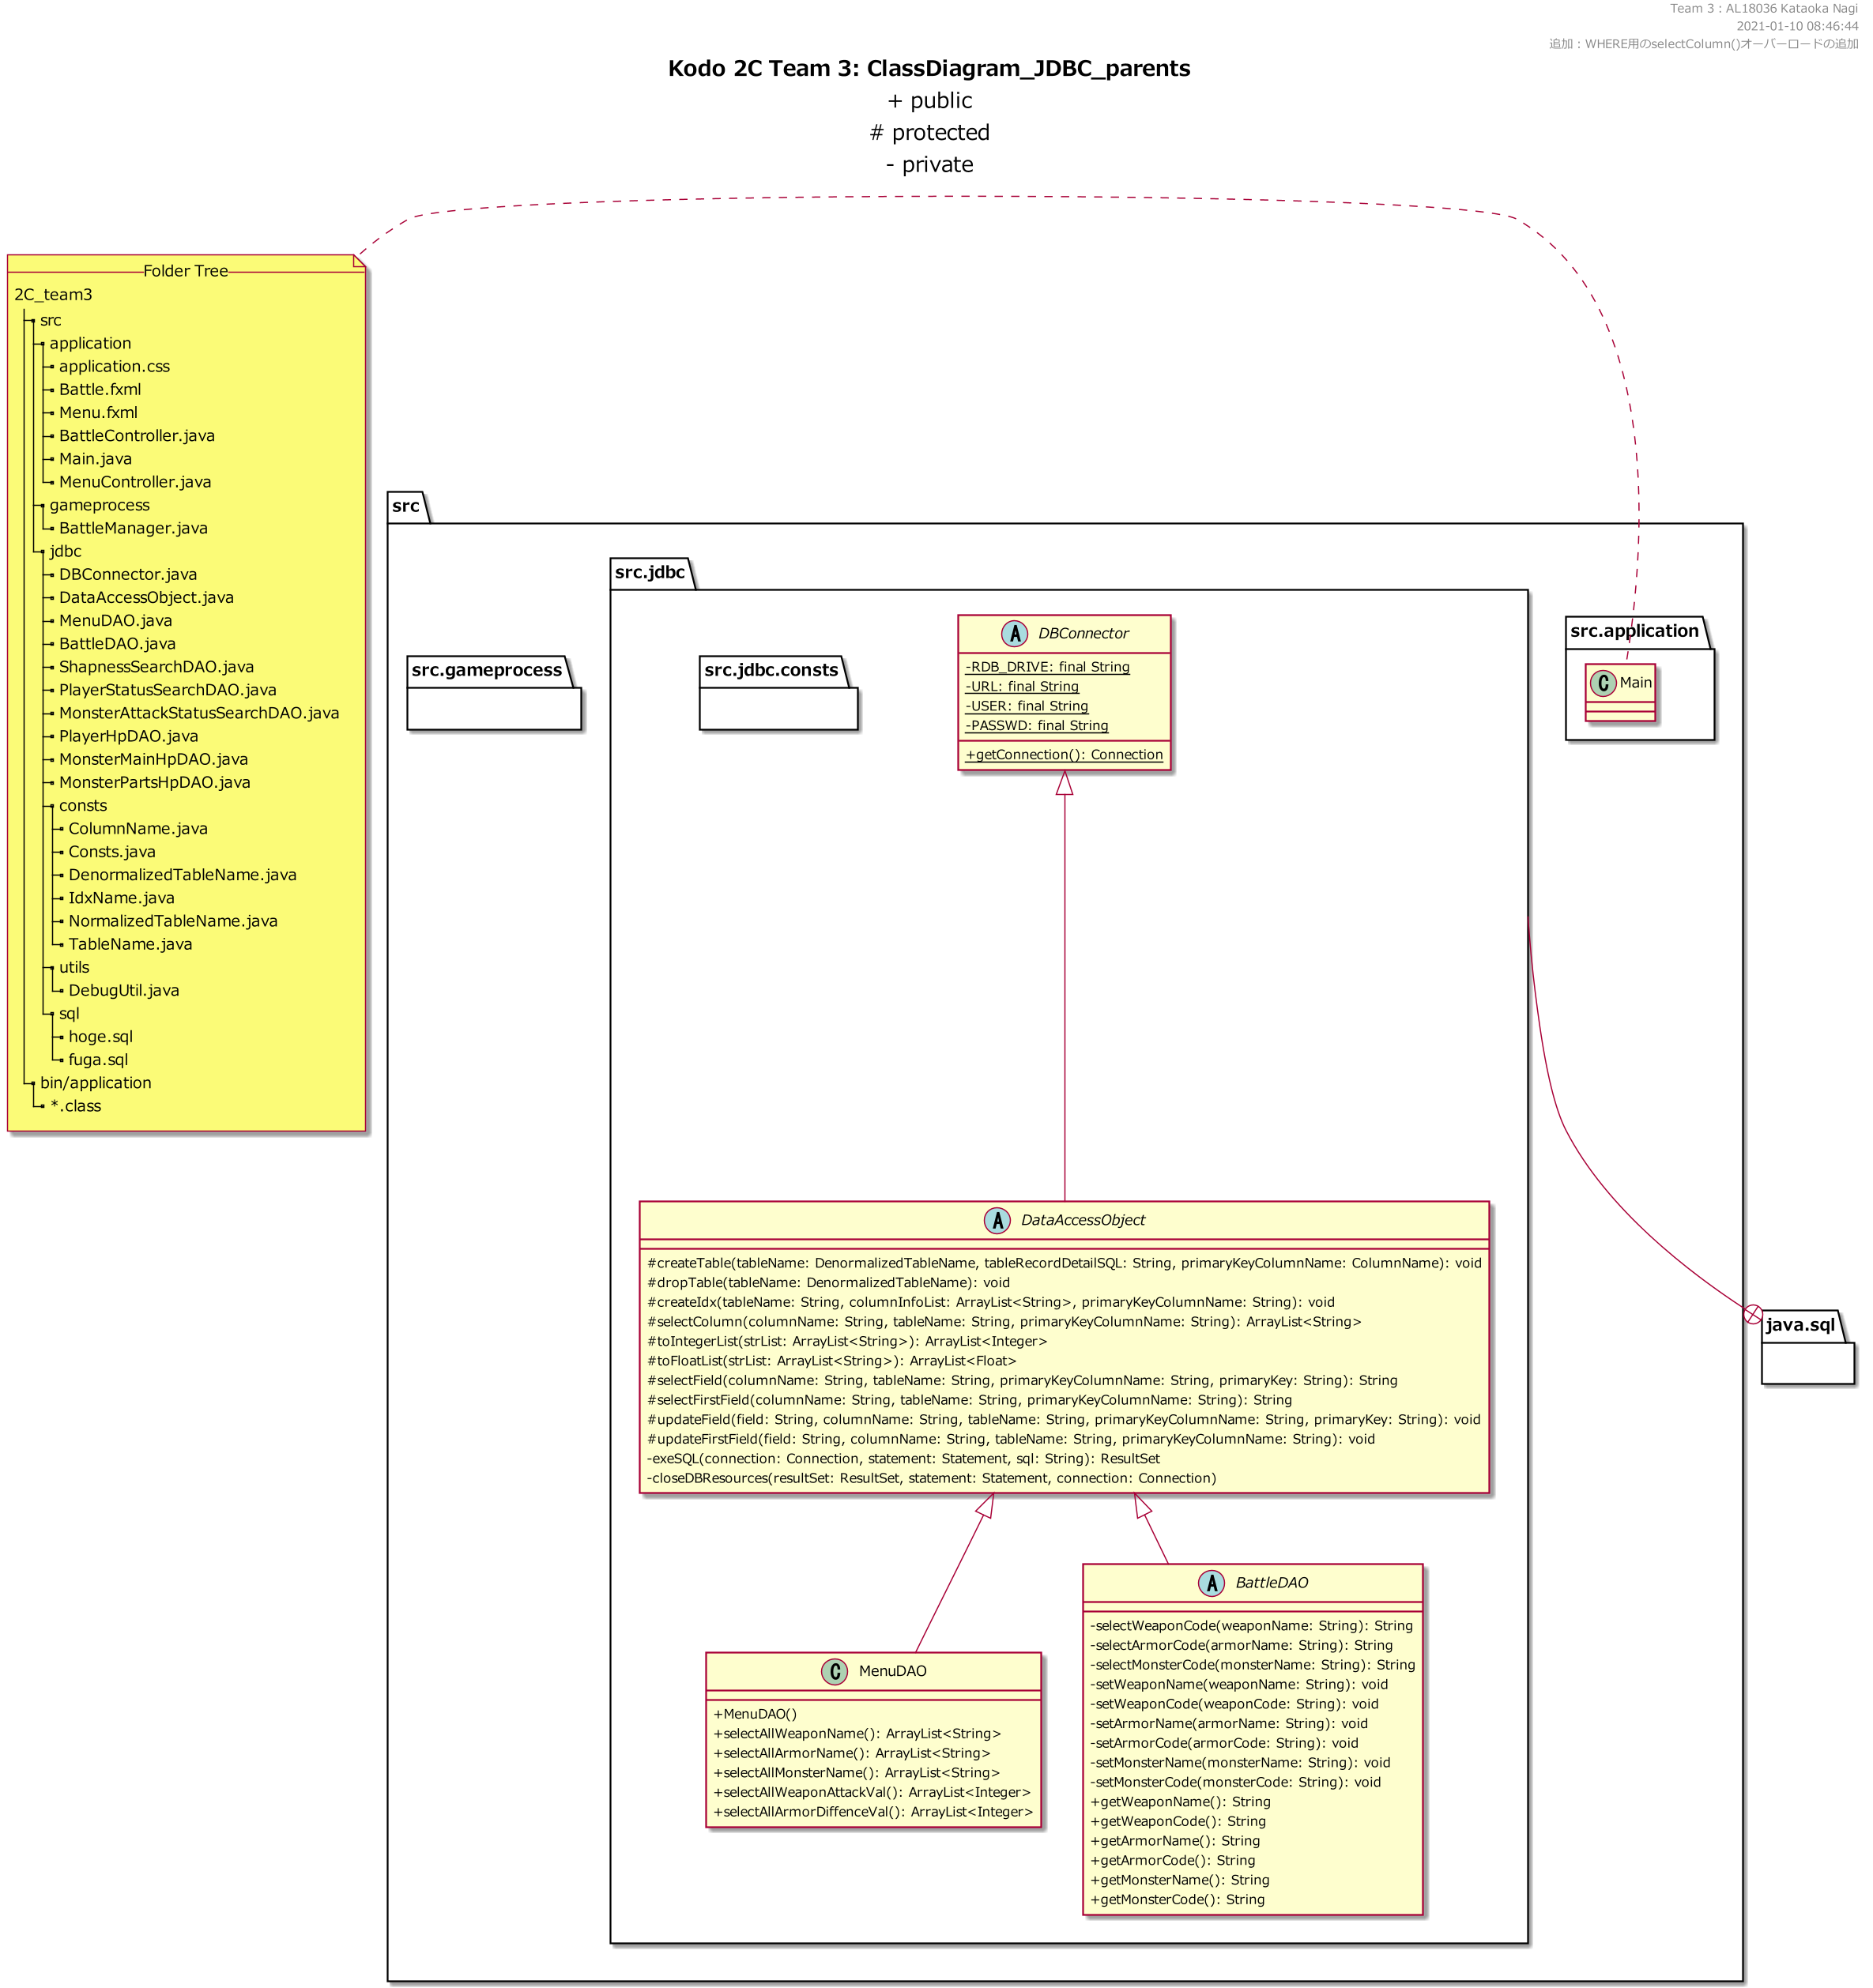 Team 3 : AL18036 Kataoka Nagi
2021-01-10 08:46:44
追加：WHERE用のselectColumn()オーバーロードの追加
Kodo 2C Team 3: ClassDiagram_JDBC_parents
+ public
# protected
- private
Folder Tree
2C_team3
src
application
application.css
Battle.fxml
Menu.fxml
BattleController.java
Main.java
MenuController.java
gameprocess
BattleManager.java
jdbc
DBConnector.java
DataAccessObject.java
MenuDAO.java
BattleDAO.java
ShapnessSearchDAO.java
PlayerStatusSearchDAO.java
MonsterAttackStatusSearchDAO.java
PlayerHpDAO.java
MonsterMainHpDAO.java
MonsterPartsHpDAO.java
consts
ColumnName.java
Consts.java
DenormalizedTableName.java
IdxName.java
NormalizedTableName.java
TableName.java
utils
DebugUtil.java
sql
hoge.sql
fuga.sql
bin/application
*.class
src
src.jdbc
src.gameprocess
src.jdbc.consts
A DBConnector
-RDB_DRIVE: final String
-URL: final String
-USER: final String
-PASSWD: final String
+getConnection(): Connection
src.application
C Main
java.sql
A DataAccessObject
#createTable(tableName: DenormalizedTableName, tableRecordDetailSQL: String, primaryKeyColumnName: ColumnName): void
#dropTable(tableName: DenormalizedTableName): void
#createIdx(tableName: String, columnInfoList: ArrayList<String>, primaryKeyColumnName: String): void
#selectColumn(columnName: String, tableName: String, primaryKeyColumnName: String): ArrayList<String>
#toIntegerList(strList: ArrayList<String>): ArrayList<Integer>
#toFloatList(strList: ArrayList<String>): ArrayList<Float>
#selectField(columnName: String, tableName: String, primaryKeyColumnName: String, primaryKey: String): String
#selectFirstField(columnName: String, tableName: String, primaryKeyColumnName: String): String
#updateField(field: String, columnName: String, tableName: String, primaryKeyColumnName: String, primaryKey: String): void
#updateFirstField(field: String, columnName: String, tableName: String, primaryKeyColumnName: String): void
-exeSQL(connection: Connection, statement: Statement, sql: String): ResultSet
-closeDBResources(resultSet: ResultSet, statement: Statement, connection: Connection)
C MenuDAO
+MenuDAO()
+selectAllWeaponName(): ArrayList<String>
+selectAllArmorName(): ArrayList<String>
+selectAllMonsterName(): ArrayList<String>
+selectAllWeaponAttackVal(): ArrayList<Integer>
+selectAllArmorDiffenceVal(): ArrayList<Integer>
A BattleDAO
-selectWeaponCode(weaponName: String): String
-selectArmorCode(armorName: String): String
-selectMonsterCode(monsterName: String): String
-setWeaponName(weaponName: String): void
-setWeaponCode(weaponCode: String): void
-setArmorName(armorName: String): void
-setArmorCode(armorCode: String): void
-setMonsterName(monsterName: String): void
-setMonsterCode(monsterCode: String): void
+getWeaponName(): String
+getWeaponCode(): String
+getArmorName(): String
+getArmorCode(): String
+getMonsterName(): String
+getMonsterCode(): String